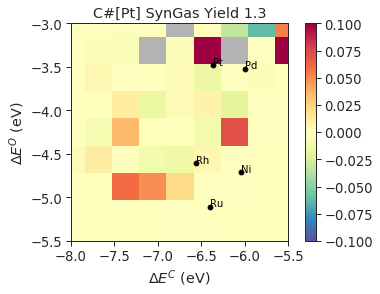 C#[Pt] SynGas Yield 1.3
−3.0
−3.5
−4.0
−4.5
−5.0
−5.5
ΔE^O (eV)
Pt
Pd
Rh
Ni
Ru
−8.0 −7.5 −7.0 −6.5 −6.0 −5.5
ΔE^C (eV)
0.100
0.075
0.050
0.025
0.000
−0.025
−0.050
−0.075
−0.100